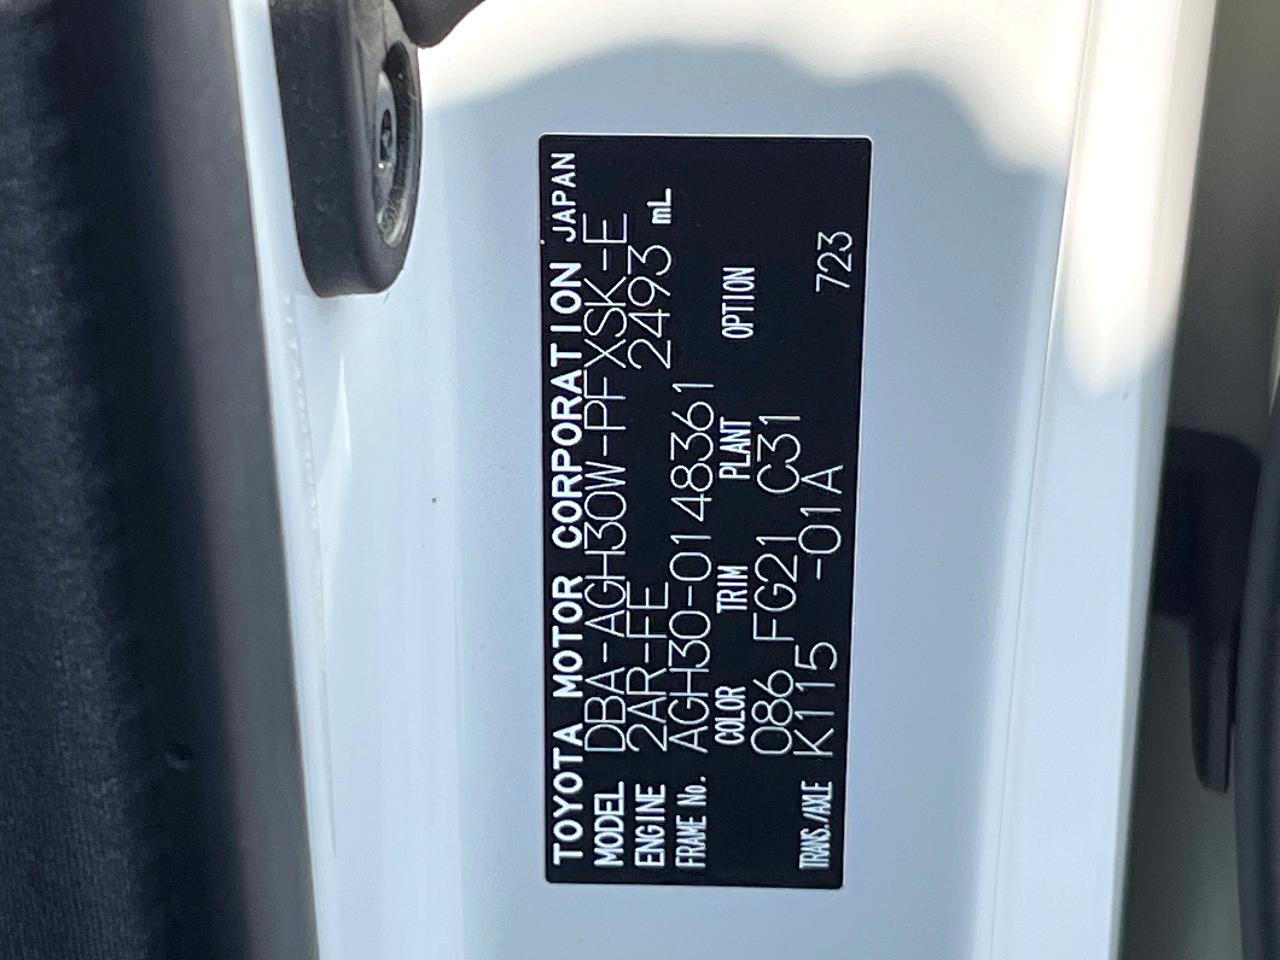 TOYOTA MOTOR CORPORATION JAPAN
MODEL DBA-AGH30W-PFXSK-E
ENGINE 2AR-FE 2493 mL
FRAME No. AGH30-0148361
COLOR TRIM PLANT OPTION
086 FG21 C31
TRANS./AXLE K115 -01A 723